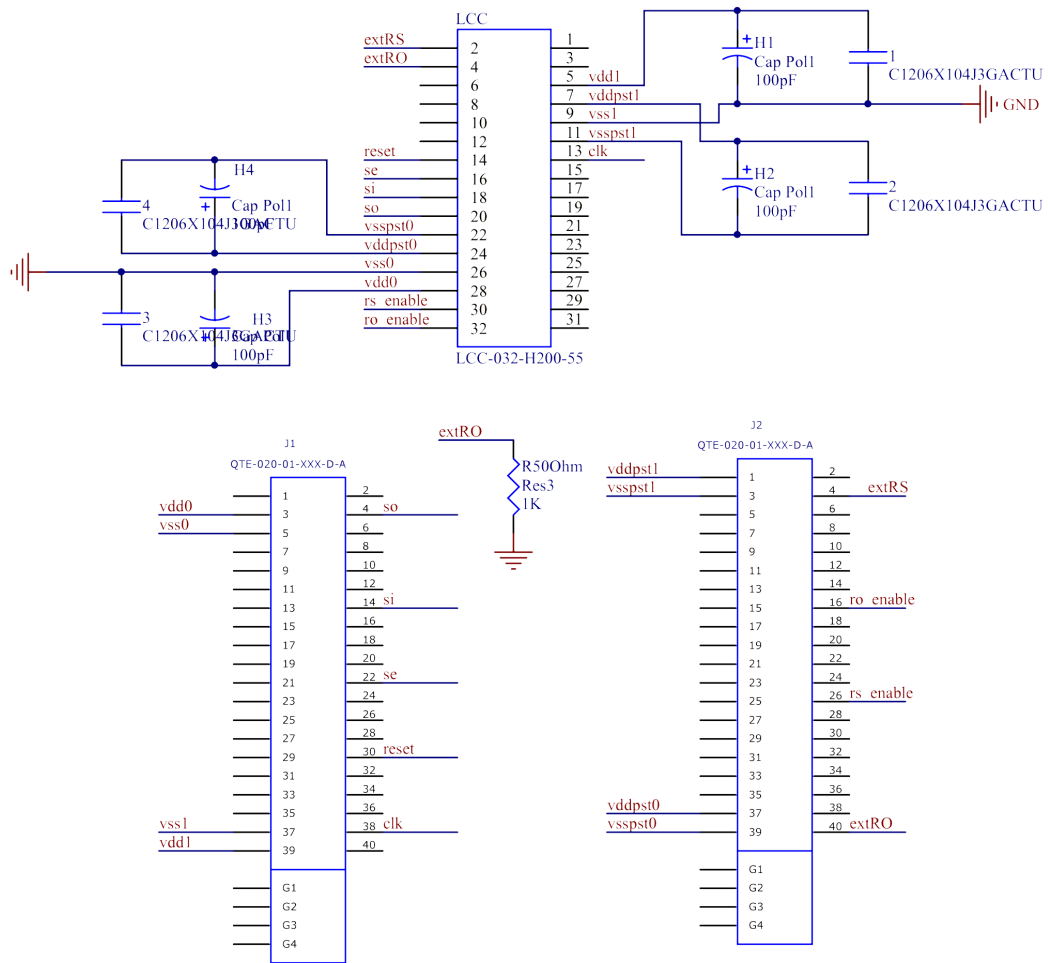 LCC
extRS 2 1
extRO 4 3
6 5 vdd1
8 7 vddpst1
10 9 vss1
12 11 vsspst1
reset 14 13 clk
se 16 15
si 18 17
so 20 19
vsspst0 22 21
vddpst0 24 23
vss0 26 25
vdd0 28 27
rs_enable 30 29
ro_enable 32 31
LCC-032-H200-55
H1
Cap Pol1
100pF
1
C1206X104J3GACTU
GND
H2
Cap Pol1
100pF
2
C1206X104J3GACTU
H4
Cap Pol1
100pF
4
C1206X104J3GACTU
H3
Cap Pol1
100pF
3
C1206X104J3GACTU
extRO
R50Ohm
Res3
1K
J1
QTE-020-01-XXX-D-A
1 2
vdd0 3 4 so
vss0 5 6
7 8
9 10
11 12
13 14 si
15 16
17 18
19 20
21 22 se
23 24
25 26
27 28
29 30 reset
31 32
33 34
35 36
vss1 37 38 clk
vdd1 39 40
G1
G2
G3
G4
J2
QTE-020-01-XXX-D-A
vddpst1 1 2
vsspst1 3 4 extRS
5 6
7 8
9 10
11 12
13 14
15 16 ro_enable
17 18
19 20
21 22
23 24
25 26 rs_enable
27 28
29 30
31 32
33 34
35 36
vddpst0 37 38
vsspst0 39 40 extRO
G1
G2
G3
G4